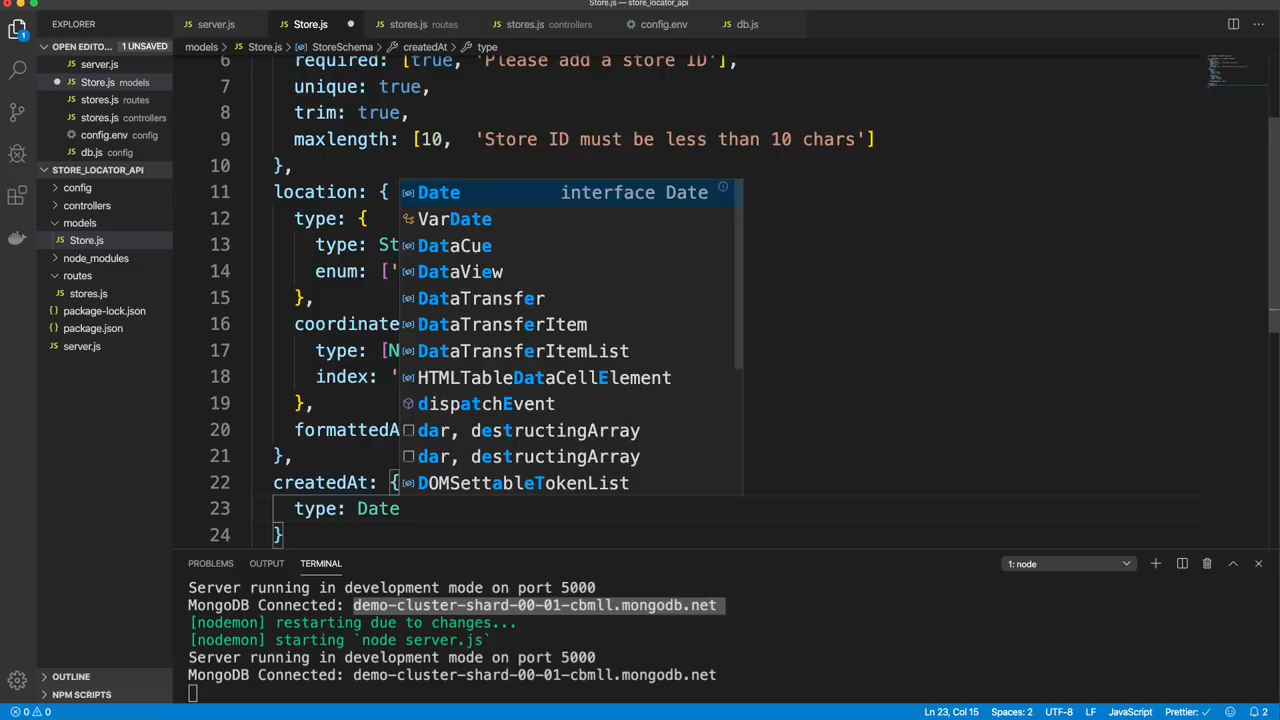 Store.js — store_locator_api
EXPLORER
server.js
Store.js
stores.js routes
stores.js controllers
config.env
db.js
OPEN EDITO... 1 UNSAVED
server.js
Store.js models
stores.js routes
stores.js controllers
config.env config
db.js config
STORE_LOCATOR_API
config
controllers
models
JS Store.js
node_modules
routes
JS stores.js
package-lock.json
package.json
JS server.js
OUTLINE
NPM SCRIPTS
models > JS Store.js > StoreSchema > createdAt > type
6 required: [true, 'Please add a store ID'],
7 unique: true,
8 trim: true,
9 maxlength: [10,  'Store ID must be less than 10 chars']
10 },
11 location: {
12 type: {
13 type: St
14 enum: ['
15 },
16 coordinate
17 type: [N
18 index: '
19 },
20 formattedA
21 },
22 createdAt: {
23 type: Date
24 }
Date interface Date
VarDate
DataCue
DataView
DataTransfer
DataTransferItem
DataTransferItemList
HTMLTableDataCellElement
dispatchEvent
dar, destructingArray
dar, destructingArray
DOMSettableTokenList
PROBLEMS OUTPUT TERMINAL 1: node
Server running in development mode on port 5000
MongoDB Connected: demo-cluster-shard-00-01-cbmll.mongodb.net
[nodemon] restarting due to changes...
[nodemon] starting `node server.js`
Server running in development mode on port 5000
MongoDB Connected: demo-cluster-shard-00-01-cbmll.mongodb.net
0 0 Ln 23, Col 15 Spaces: 2 UTF-8 LF JavaScript Prettier: ✓ 2